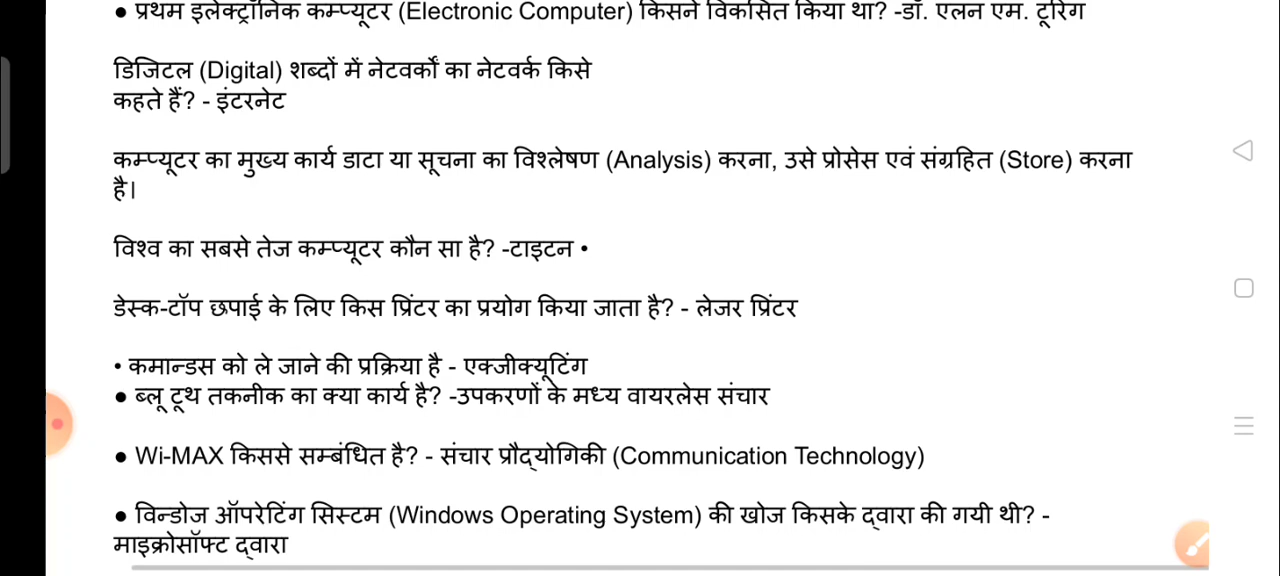 • प्रथम इलेक्ट्रॉनिक कम्प्यूटर (Electronic Computer) किसने विकसित किया था? -डॉ. एलन एम. टूरिंग
डिजिटल (Digital) शब्दों में नेटवर्कों का नेटवर्क किसे
कहते हैं? - इंटरनेट
कम्प्यूटर का मुख्य कार्य डाटा या सूचना का विश्लेषण (Analysis) करना, उसे प्रोसेस एवं संग्रहित (Store) करना
है।
विश्व का सबसे तेज कम्प्यूटर कौन सा है? -टाइटन •
डेस्क-टॉप छपाई के लिए किस प्रिंटर का प्रयोग किया जाता है? - लेजर प्रिंटर
• कमान्डस को ले जाने की प्रक्रिया है - एक्जीक्यूटिंग
● ब्लू टूथ तकनीक का क्या कार्य है? -उपकरणों के मध्य वायरलेस संचार
● Wi-MAX किससे सम्बंधित है? - संचार प्रौद्योगिकी (Communication Technology)
● विन्डोज ऑपरेटिंग सिस्टम (Windows Operating System) की खोज किसके द्वारा की गयी थी? -
माइक्रोसॉफ्ट द्वारा